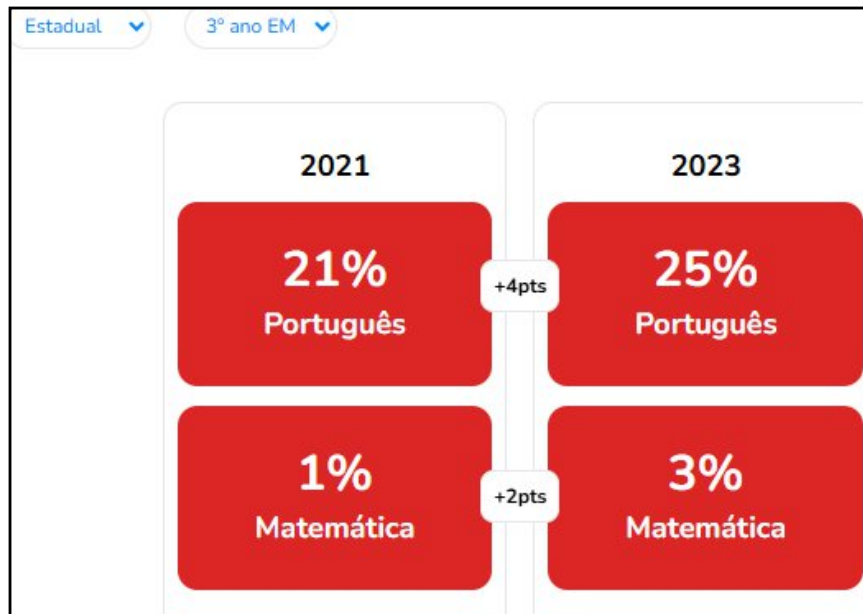 Estadual 3º ano EM
2021 2023
21% +4pts 25%
Português Português
1% +2pts 3%
Matemática Matemática